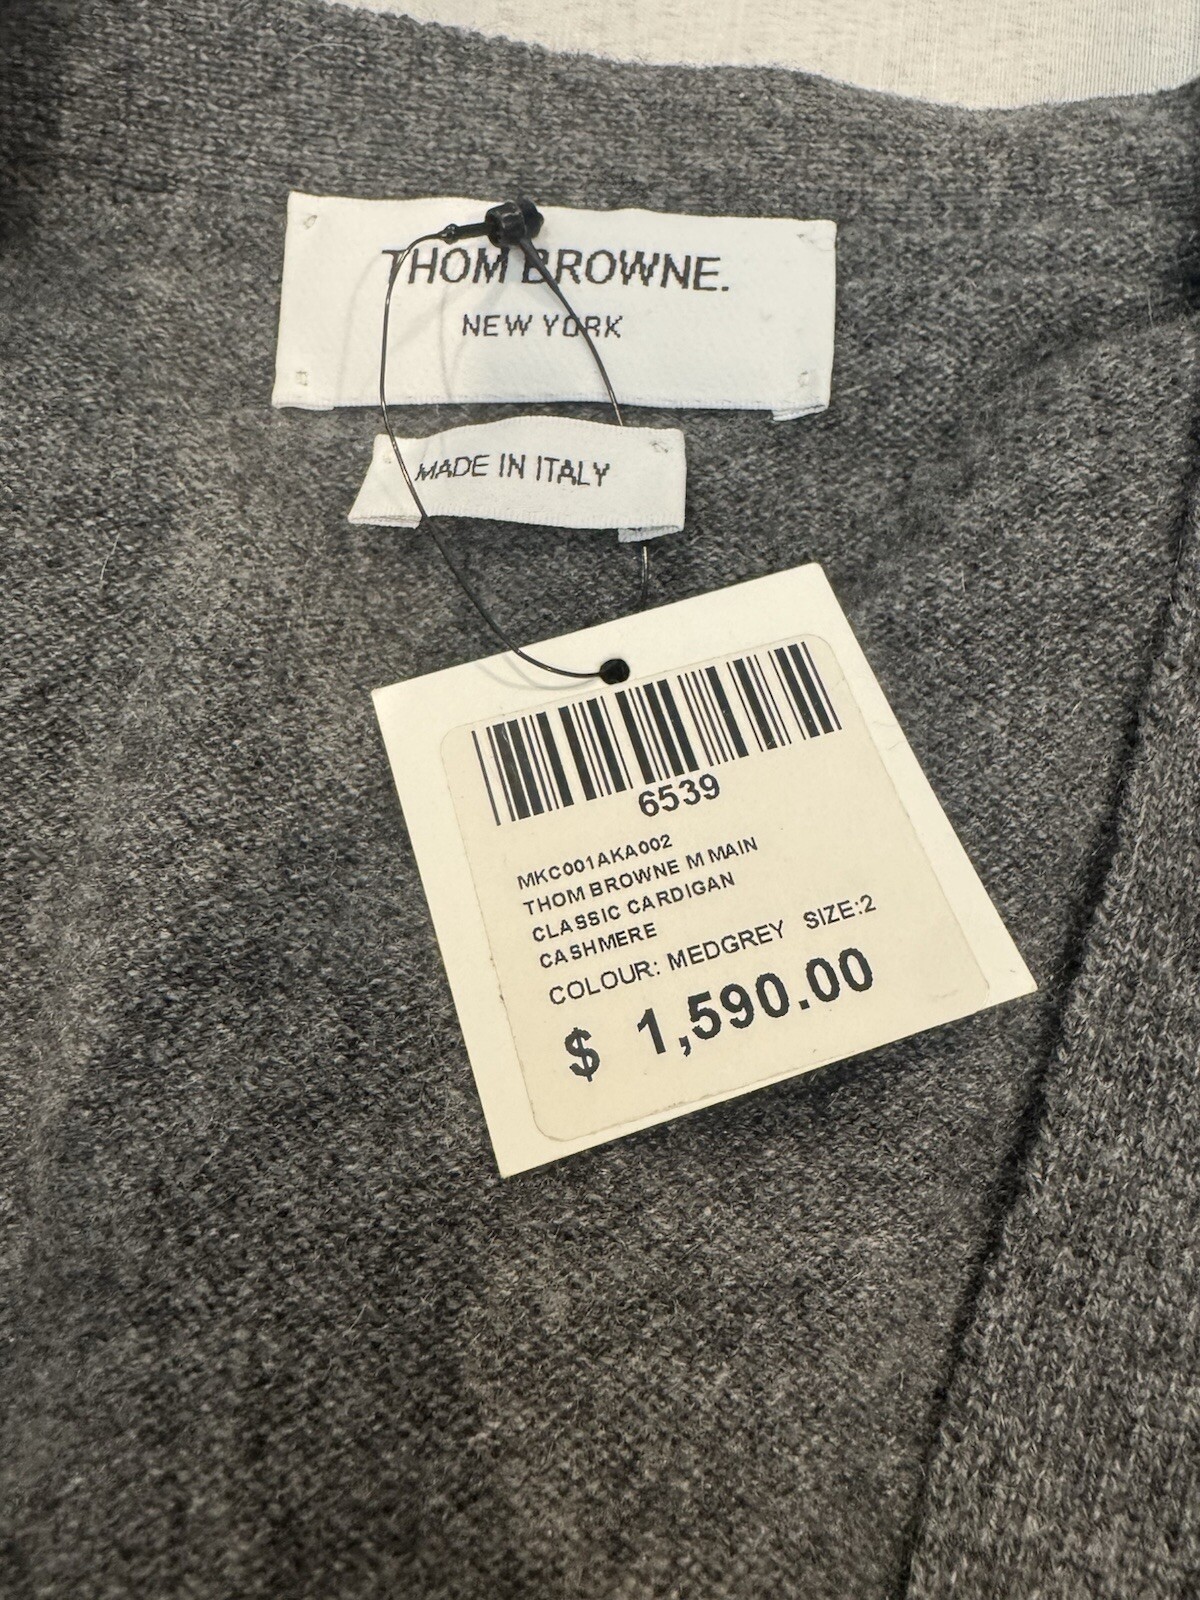 THOM BROWNE.
NEW YORK
MADE IN ITALY
6539
MKC001AKA002
THOM BROWNE M MAIN
CLASSIC CARDIGAN
CASHMERE
COLOUR: MEDGREY SIZE:2
$ 1,590.00